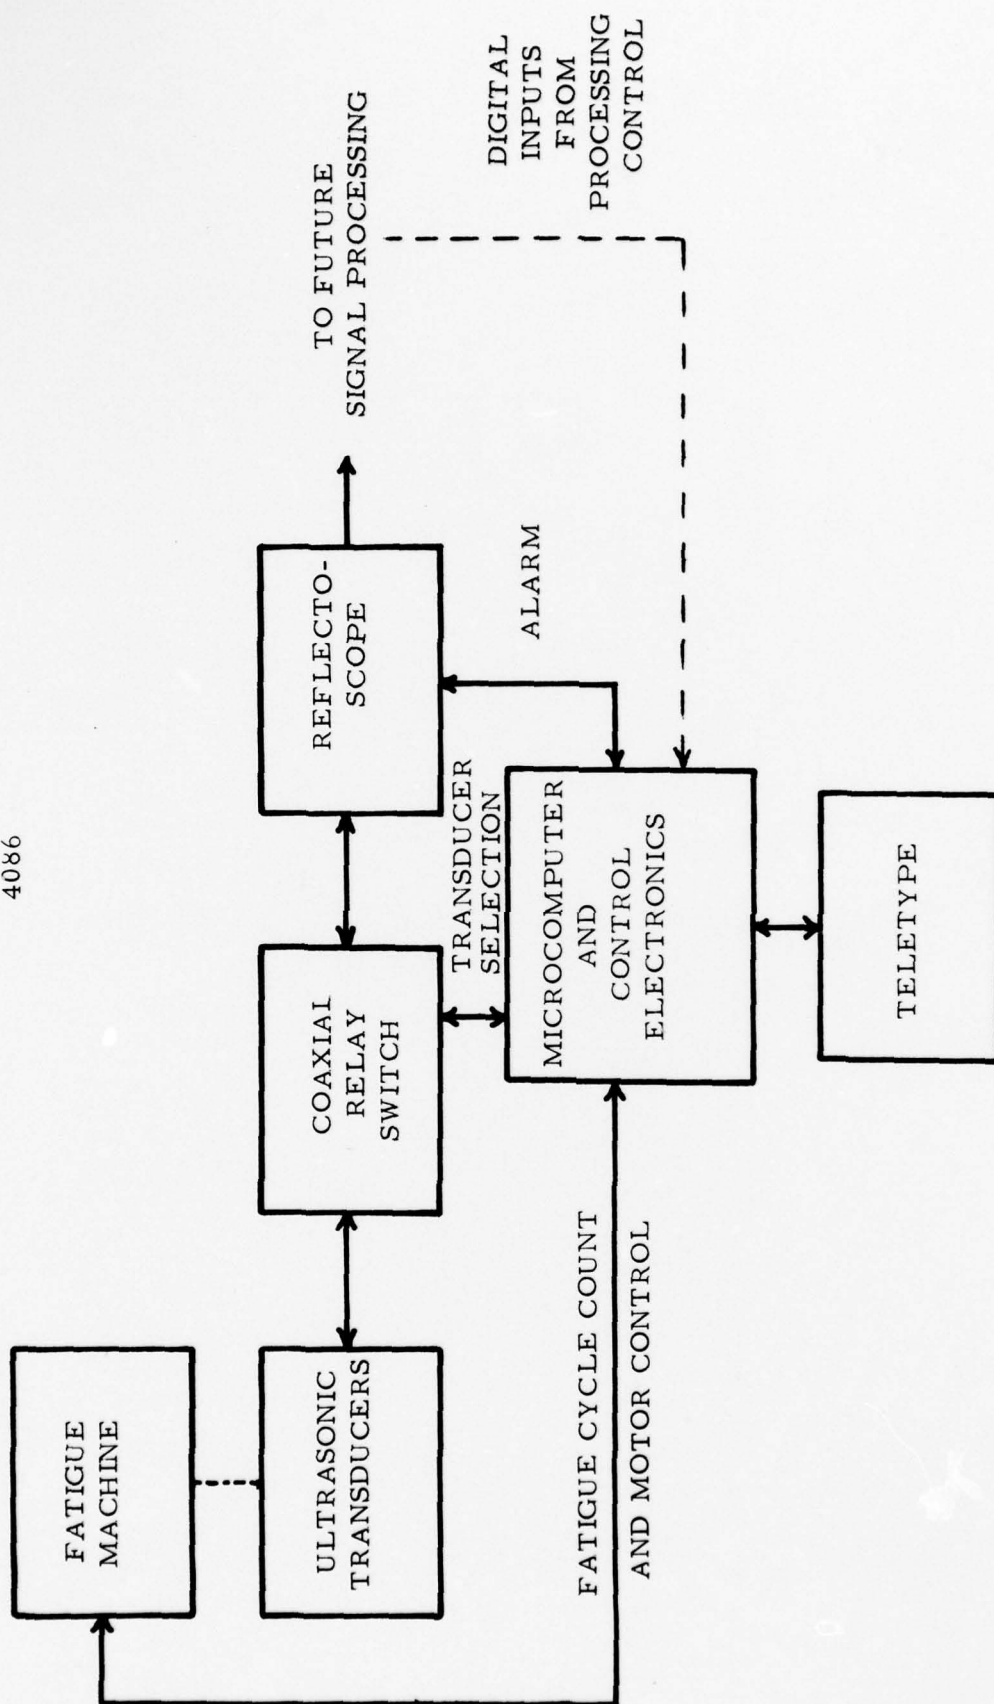 4086
FATIGUE
MACHINE
ULTRASONIC
TRANSDUCERS
COAXIAL
RELAY
SWITCH
REFLECTO-
SCOPE
TO FUTURE
SIGNAL PROCESSING
TRANSDUCER
SELECTION
ALARM
DIGITAL
INPUTS
FROM
PROCESSING
CONTROL
MICROCOMPUTER
AND
CONTROL
ELECTRONICS
FATIGUE CYCLE COUNT
AND MOTOR CONTROL
TELETYPE